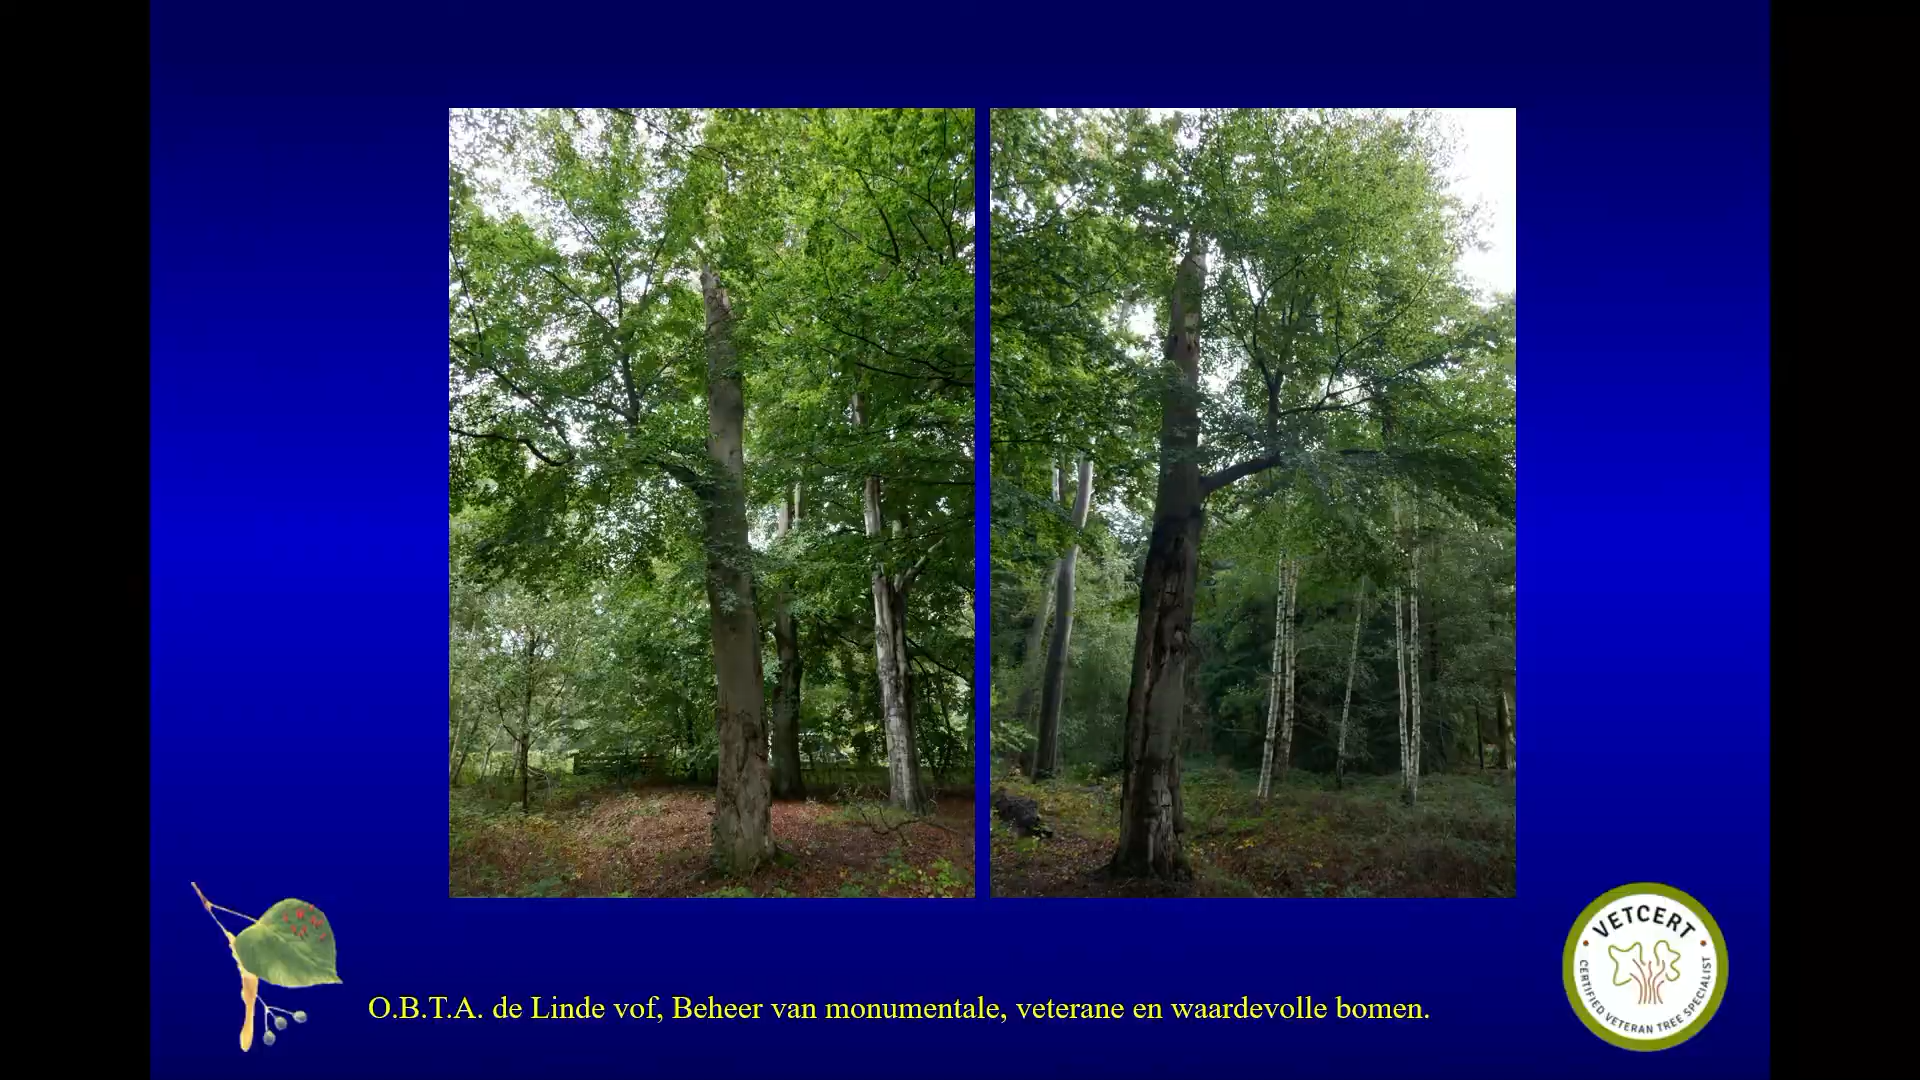 VETCERT
CERTIFIED VETERAN TREE SPECIALIST
O.B.T.A. de Linde vof, Beheer van monumentale, veterane en waardevolle bomen.